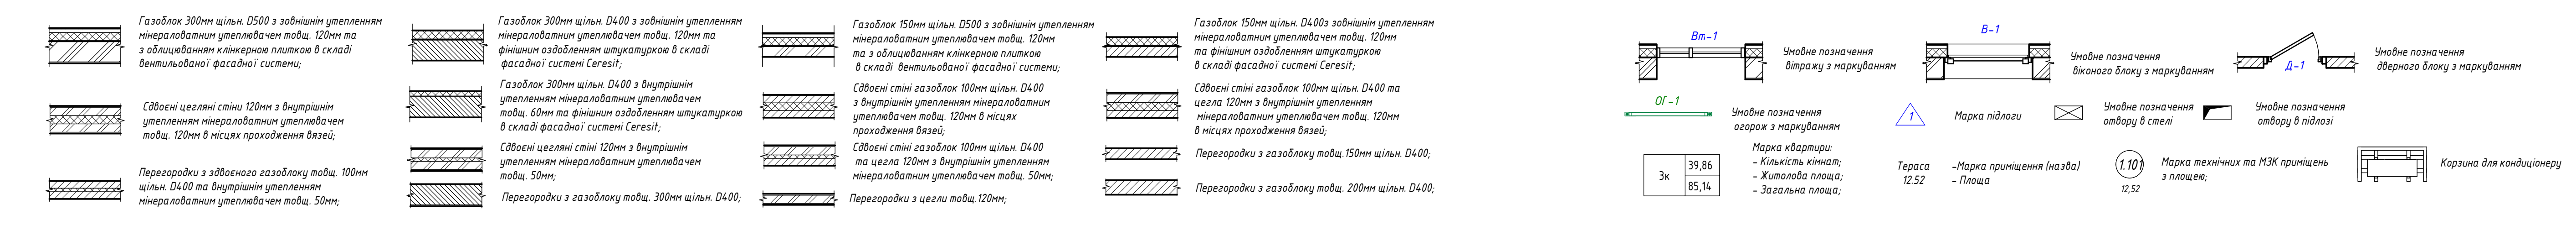 Газоблок 300мм щільн. D500 з зовнішнім утепленням
мінераловатним утеплювачем товщ. 120мм та
з облицюванням клінкерною плиткою в складі
вентильованої фасадної системи;
Сдвоєні цегляні стіни 120мм з внутрішнім
утепленням мінераловатним утеплювачем
товщ. 120мм в місцях проходження вязей;
Перегородки з здвоєного газоблоку товщ. 100мм
щільн. D400 та внутрішнім утепленням
мінераловатним утеплювачем товщ. 50мм;
Газоблок 300мм щільн. D400 з зовнішнім утепленням
мінераловатним утеплювачем товщ. 120мм та
фінішним оздобленням штукатуркою в складі
фасадної системі Ceresit;
Газоблок 300мм щільн. D400 з внутрішнім
утепленням мінераловатним утеплювачем
товщ. 60мм та фінішним оздобленням штукатуркою
в складі фасадної системі Ceresit;
Сдвоєні цегляні стіні 120мм з внутрішнім
утепленням мінераловатним утеплювачем
товщ. 50мм;
Перегородки з газоблоку товщ. 300мм щільн. D400;
Газоблок 150мм щільн. D500 з зовнішнім утепленням
мінераловатним утеплювачем товщ. 120мм
та з облицюванням клінкерною плиткою
в складі вентильованої фасадної системи;
Сдвоєні стіні газоблок 100мм щільн. D400
з внутрішнім утепленням мінераловатним
утеплювачем товщ. 120мм в місцях
проходження вязей;
Сдвоєні стіні газоблок 100мм щільн. D400
та цегла 120мм з внутрішнім утепленням
мінераловатним утеплювачем товщ. 50мм;
Перегородки з цегли товщ.120мм;
Газоблок 150мм щільн. D400з зовнішнім утепленням
мінераловатним утеплювачем товщ. 120мм
та фінішним оздобленням штукатуркою
в складі фасадної системі Ceresit;
Сдвоєні стіні газоблок 100мм щільн. D400 та
цегла 120мм з внутрішнім утепленням
мінераловатним утеплювачем товщ. 120мм
в місцях проходження вязей;
Перегородки з газоблоку товщ.150мм щільн. D400;
Перегородки з газоблоку товщ. 200мм щільн. D400;
Вт-1
Умовне позначення
вітражу з маркуванням
В-1
Умовне позначення
віконого блоку з маркуванням
Д-1
Умовне позначення
дверного блоку з маркуванням
ОГ-1
Умовне позначення
огорож з маркуванням
1
Марка підлоги
Умовне позначення
отвору в стелі
Умовне позначення
отвору в підлозі
3к
39,86
85,14
Марка квартири:
- Кількість кімнат;
- Житолова площа;
- Загальна площа;
Тераса
12.52
-Марка приміщення (назва)
- Площа
1.101
12,52
Марка технічних та МЗК приміщень
з площею;
Корзина для кондиціонеру